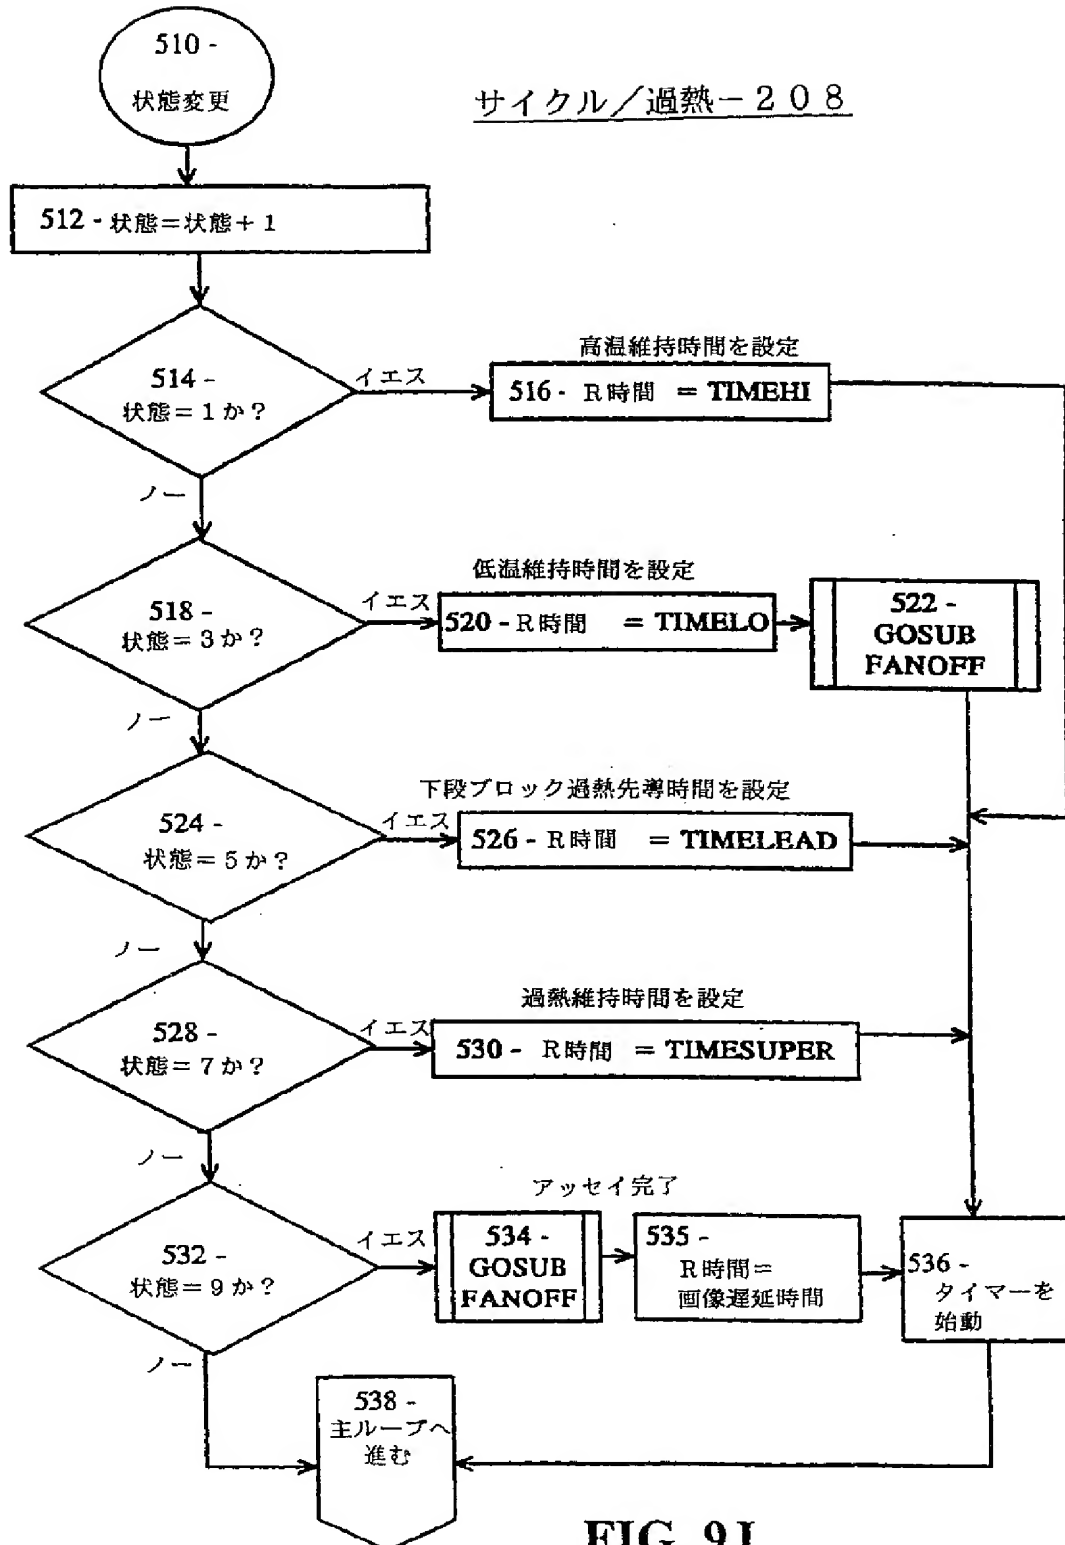 510 -
状態変更
サイクル／過熱－２０８
512 - 状態＝状態＋１
514 -
状態＝１か？
イエス
高温維持時間を設定
516 - Ｒ時間 = TIMEHI
ノー
518 -
状態＝３か？
イエス
低温維持時間を設定
520 - Ｒ時間 = TIMELO
522 -
GOSUB
FANOFF
ノー
524 -
状態＝５か？
イエス
下段ブロック過熱先導時間を設定
526 - Ｒ時間 = TIMELEAD
ノー
528 -
状態＝７か？
イエス
過熱維持時間を設定
530 - Ｒ時間 = TIMESUPER
ノー
532 -
状態＝９か？
イエス
アッセイ完了
534 -
GOSUB
FANOFF
535 -
Ｒ時間＝
画像遅延時間
536 -
タイマーを
始動
ノー
538 -
主ループへ
進む